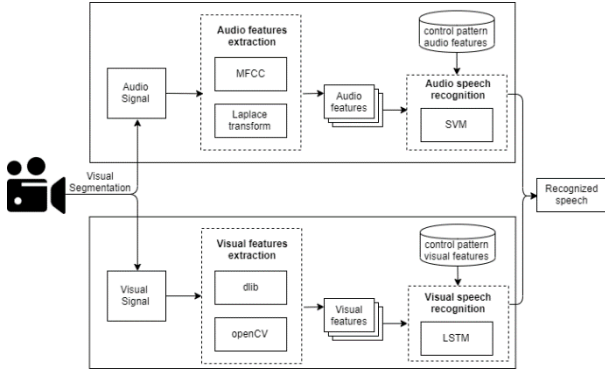 Audio features
extraction
control pattern
audio features
Audio
Signal
MFCC
Laplace
transform
Audio
features
Audio speech
recognition
SVM
Visual
Segmentation
Recognized
speech
Visual features
extraction
control pattern
visual features
Visual
Signal
dlib
openCV
Visual
features
Visual speech
recognition
LSTM